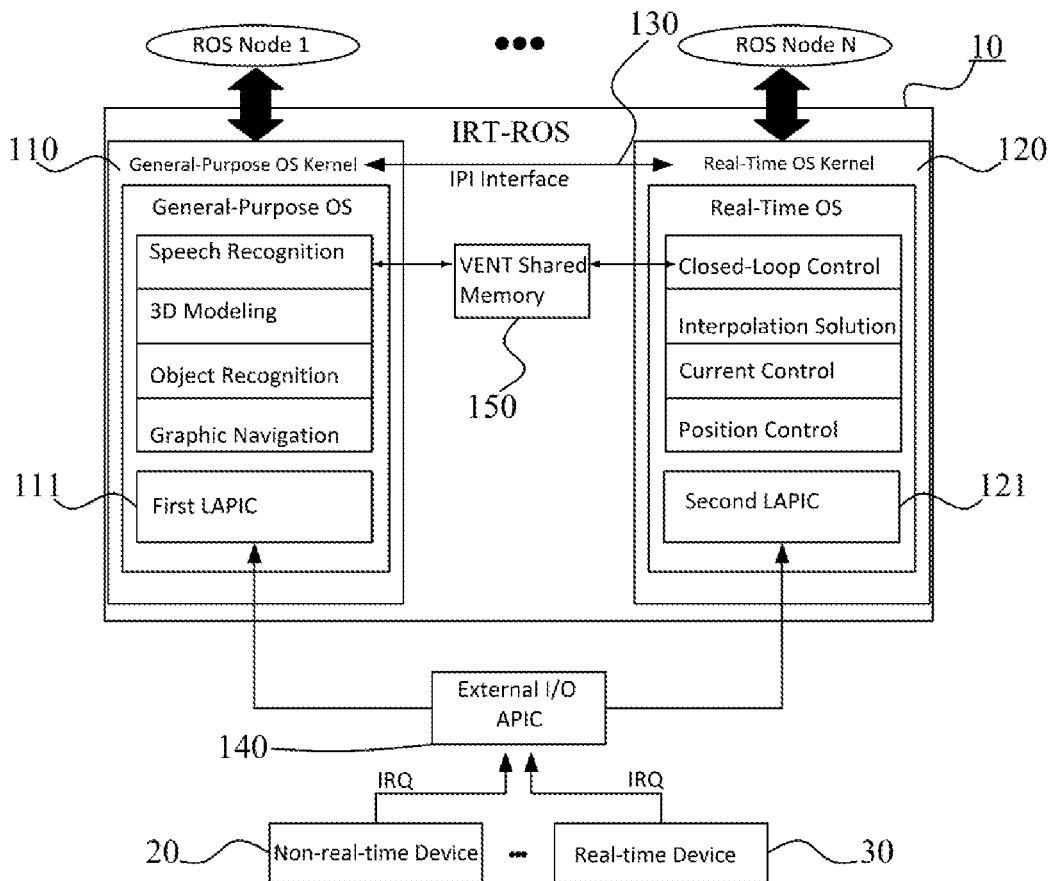 ROS Node 1
ROS Node N
130
10
IRT-ROS
110
General-Purpose OS Kernel
IPI Interface
Real-Time OS Kernel
120
General-Purpose OS
Real-Time OS
Speech Recognition
VENT Shared
Memory
Closed-Loop Control
3D Modeling
Interpolation Solution
Object Recognition
150
Current Control
Graphic Navigation
Position Control
111
First LAPIC
Second LAPIC
121
External I/O
APIC
140
IRQ
IRQ
20
Non-real-time Device
Real-time Device
30